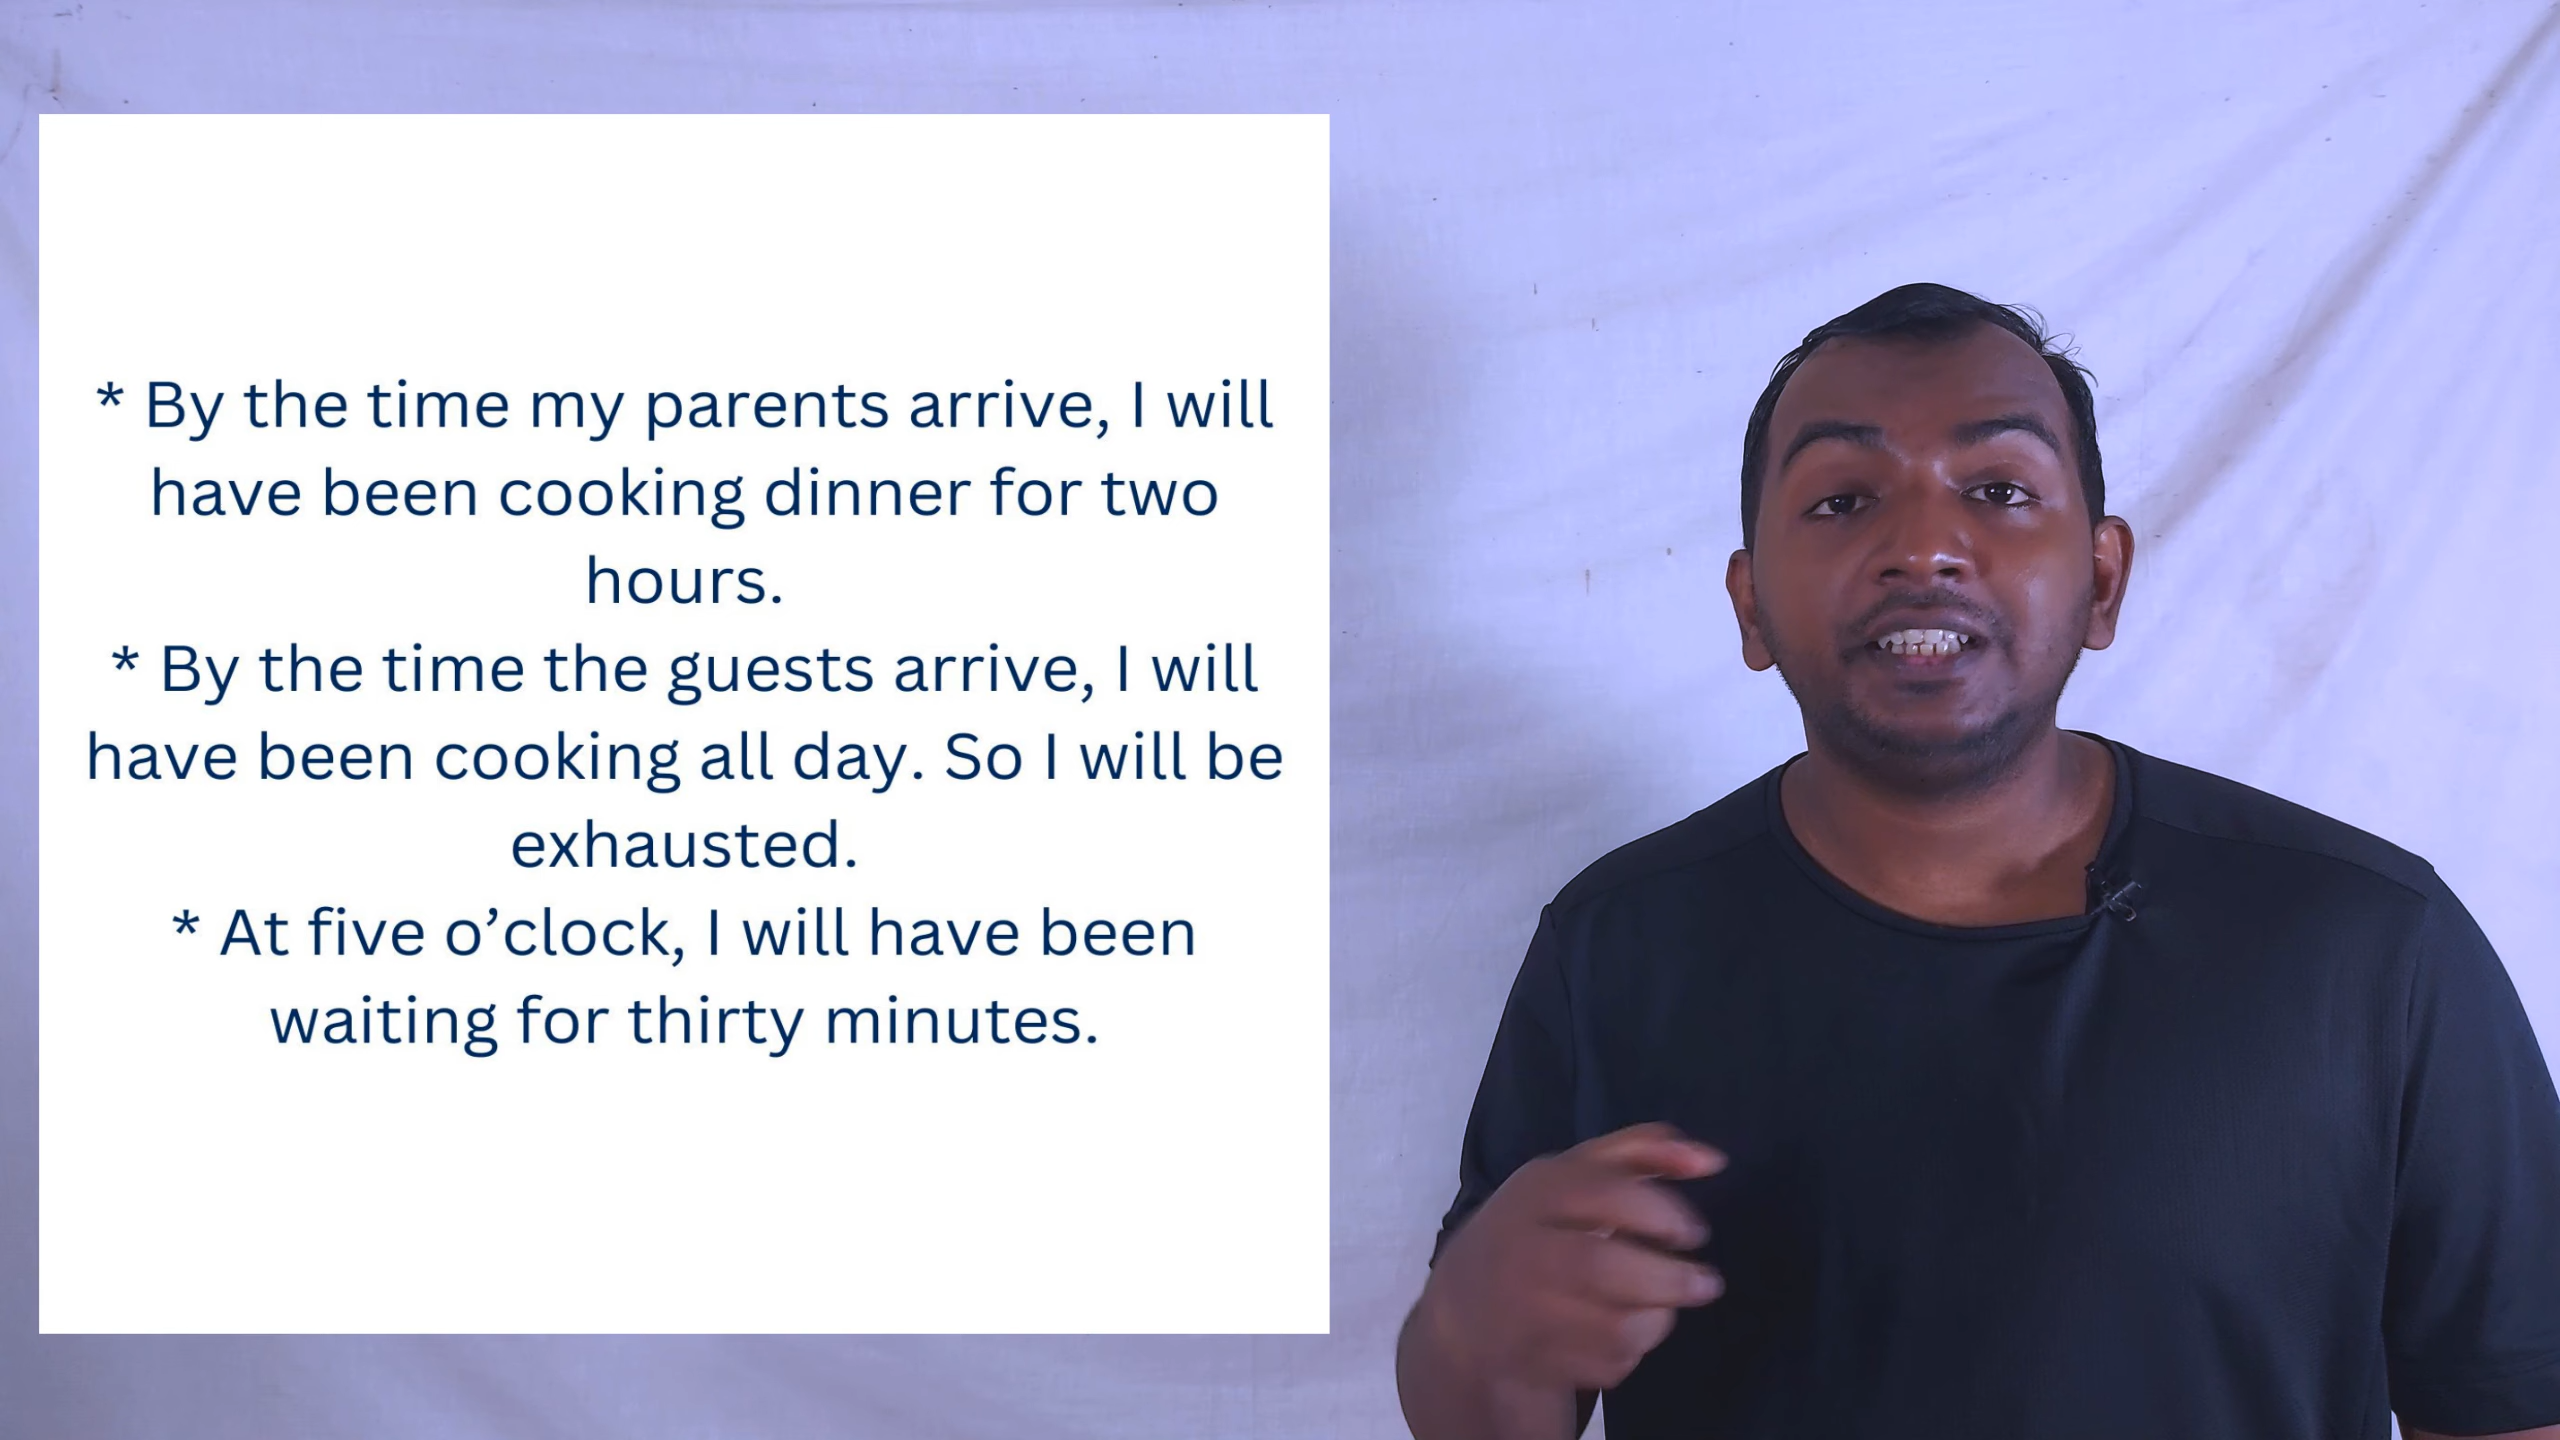 * By the time my parents arrive, I will
have been cooking dinner for two
hours.
* By the time the guests arrive, I will
have been cooking all day. So I will be
exhausted.
* At five o’clock, I will have been
waiting for thirty minutes.